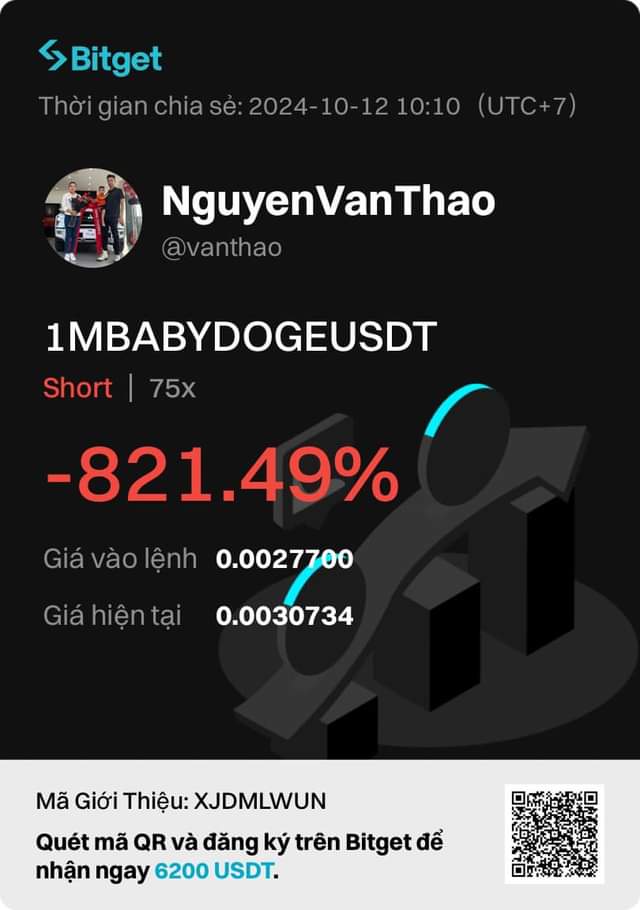 Bitget
Thời gian chia sẻ: 2024-10-12 10:10 (UTC+7)
NguyenVanThao
@vanthao
1MBABYDOGEUSDT
Short | 75x
-821.49%
Giá vào lệnh 0.0027700
Giá hiện tại 0.0030734
Mã Giới Thiệu: XJDMLWUN
Quét mã QR và đăng ký trên Bitget để
nhận ngay 6200 USDT.